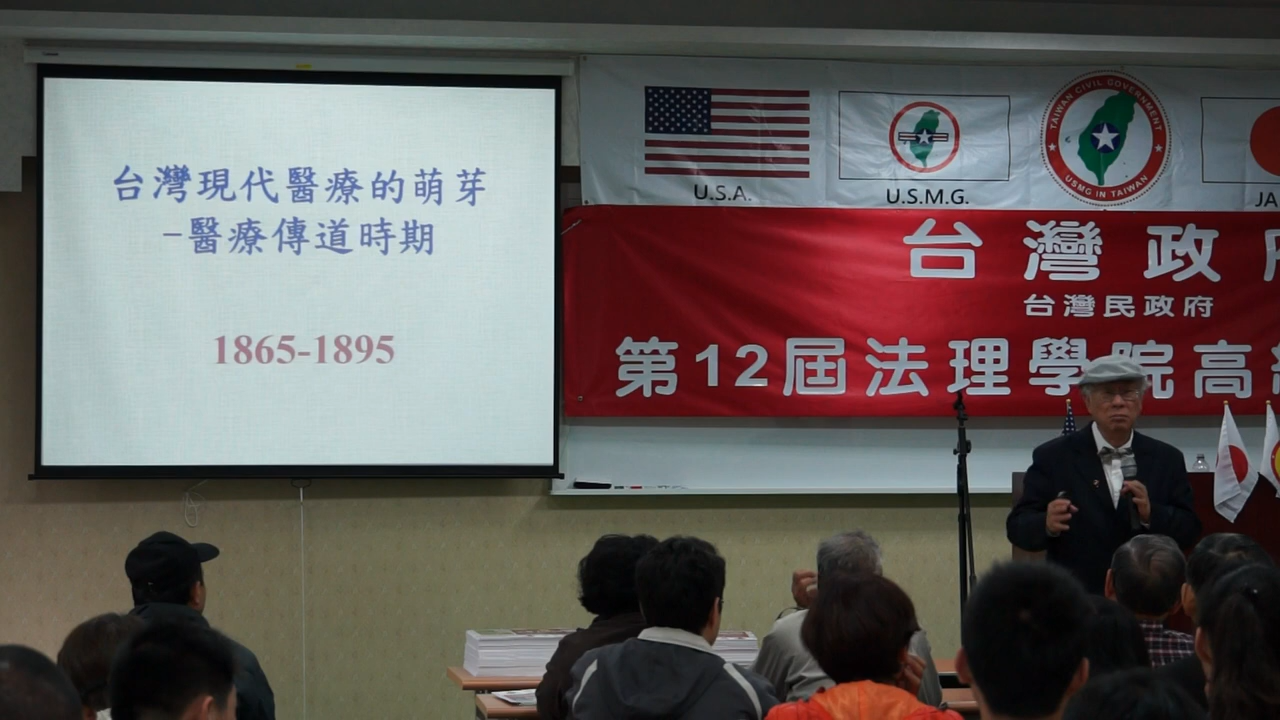 台灣現代醫療的萌芽
-醫療傳道時期
1865-1895
U.S.A.
U.S.M.G.
TAIWAN CIVIL GOVERNMENT
USMG IN TAIWAN
JA
台灣政
台灣民政府
第12屆法理學院高